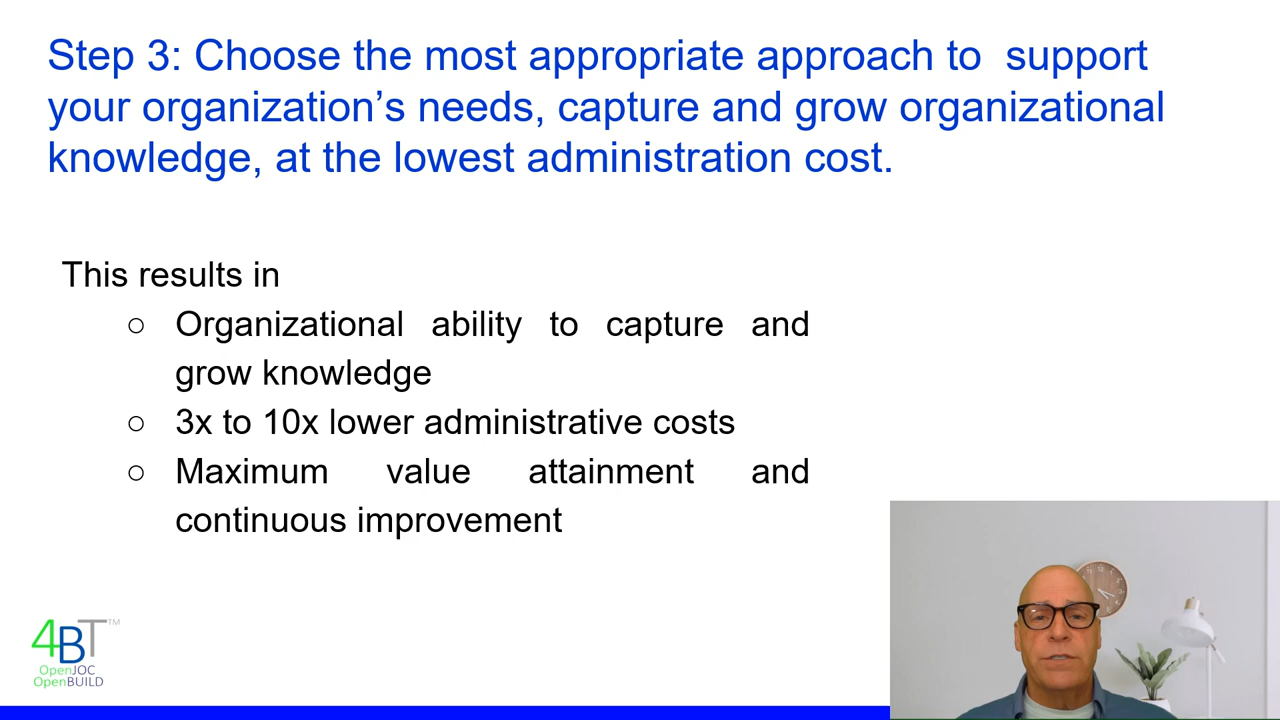 Step 3: Choose the most appropriate approach to  support
your organization’s needs, capture and grow organizational
knowledge, at the lowest administration cost.
This results in
○ Organizational ability to capture and
grow knowledge
○ 3x to 10x lower administrative costs
○ Maximum value attainment and
continuous improvement
4BT™
OpenJOC
OpenBUILD